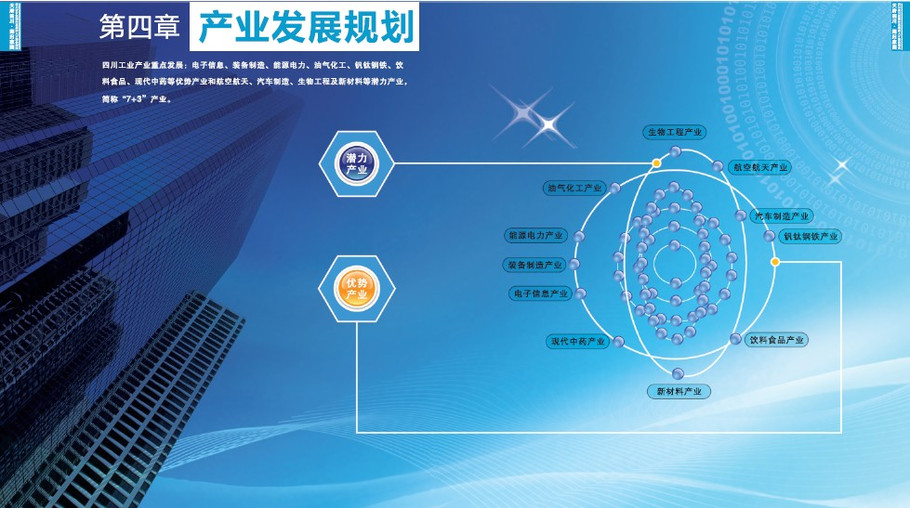 第四章
产业发展规划
四川工业产业重点发展：电子信息、装备制造、能源电力、油气化工、钒钛钢铁、饮
料食品、现代中药等优势产业和航空航天、汽车制造、生物工程及新材料等潜力产业，
简称“7+3”产业。
潜力
产业
优势
产业
生物工程产业
航空航天产业
油气化工产业
汽车制造产业
能源电力产业
钒钛钢铁产业
装备制造产业
电子信息产业
现代中药产业
饮料食品产业
新材料产业